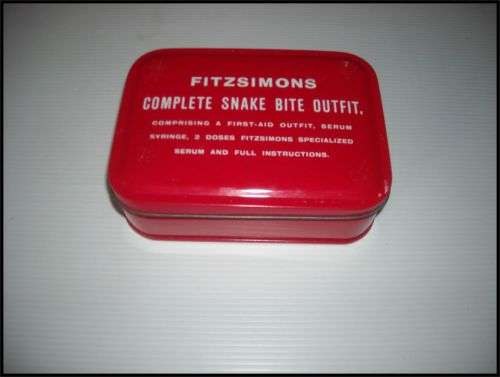 FITZSIMONS
COMPLETE SNAKE BITE OUTFIT,
COMPRISING A FIRST-AID OUTFIT, SERUM
SYRINGE, 2 DOSES FITZSIMONS SPECIALIZED
SERUM AND FULL INSTRUCTIONS.